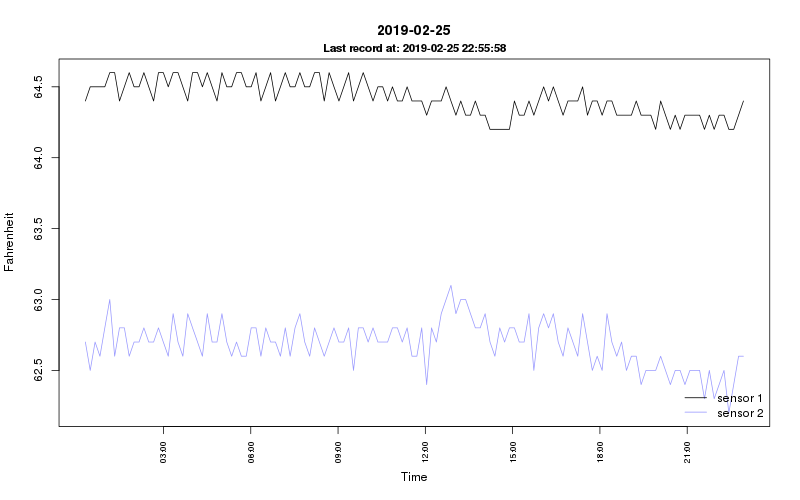 2019-02-25
Last record at: 2019-02-25 22:55:58
Fahrenheit
64.5
64.0
63.5
63.0
62.5
sensor 1
sensor 2
03:00 06:00 09:00 12:00 15:00 18:00 21:00
Time